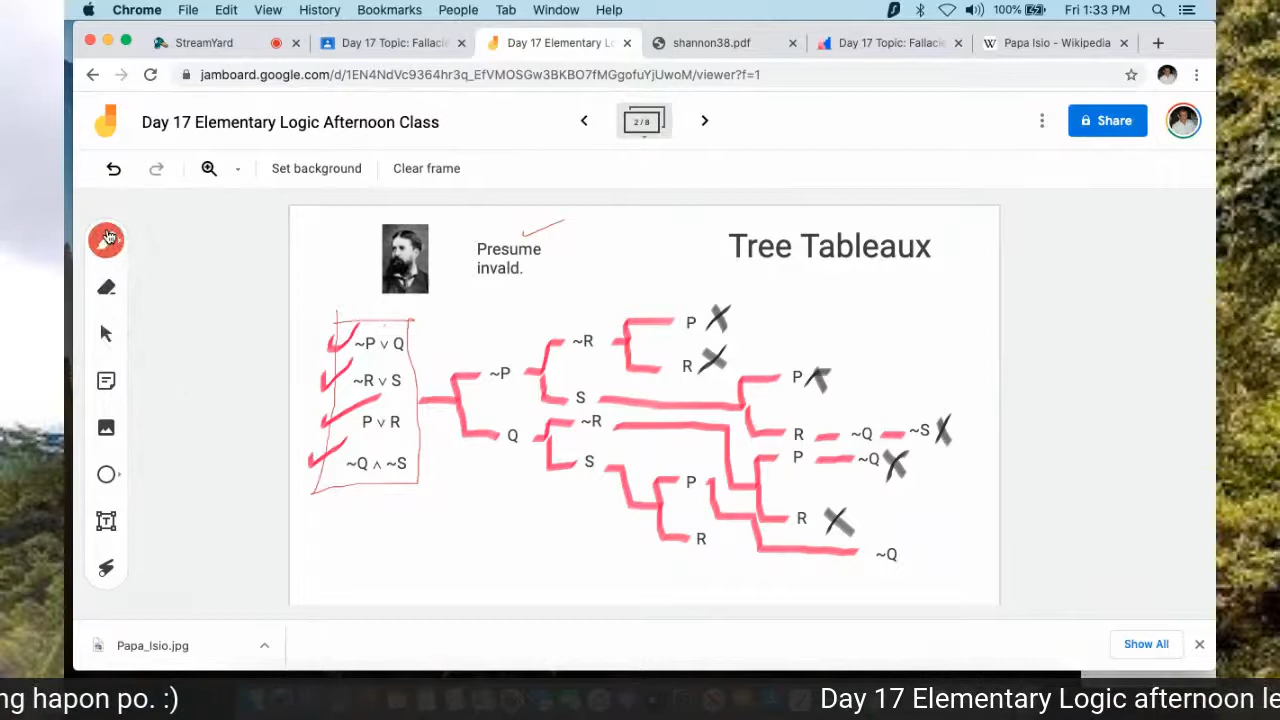 Chrome File Edit View History Bookmarks People Tab Window Help 100% Fri 1:33 PM
StreamYard Day 17 Topic: Fallacie Day 17 Elementary Lo shannon38.pdf Day 17 Topic: Fallacie Papa Isio - Wikipedia
jamboard.google.com/d/1EN4NdVc9364hr3q_EfVMOSGw3BKBO7fMGgofuYjUwoM/viewer?f=1
Day 17 Elementary Logic Afternoon Class 2/8 Share
Set background Clear frame
Presume
invald.
Tree Tableaux
~P v Q
~R v S
P v R
~Q ∧ ~S
~P
Q
~R
S
~R
S
P X
R X
P
R
P X
R ~Q ~S X
P ~Q X
R X
~Q
Papa_Isio.jpg Show All
ng hapon po. :) Day 17 Elementary Logic afternoon le